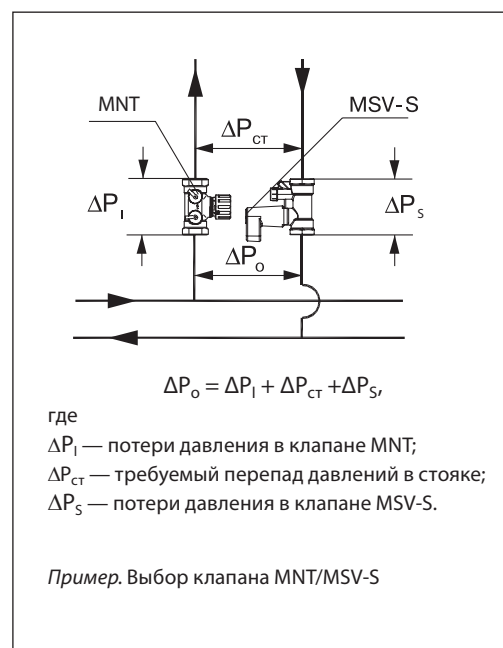 MNT
MSV-S
ΔPст
ΔPI
ΔPS
ΔPo
ΔPo = ΔPI + ΔPст +ΔPS,
где
ΔPI — потери давления в клапане MNT;
ΔPст — требуемый перепад давлений в стояке;
ΔPS — потери давления в клапане MSV-S.
Пример. Выбор клапана MNT/MSV-S